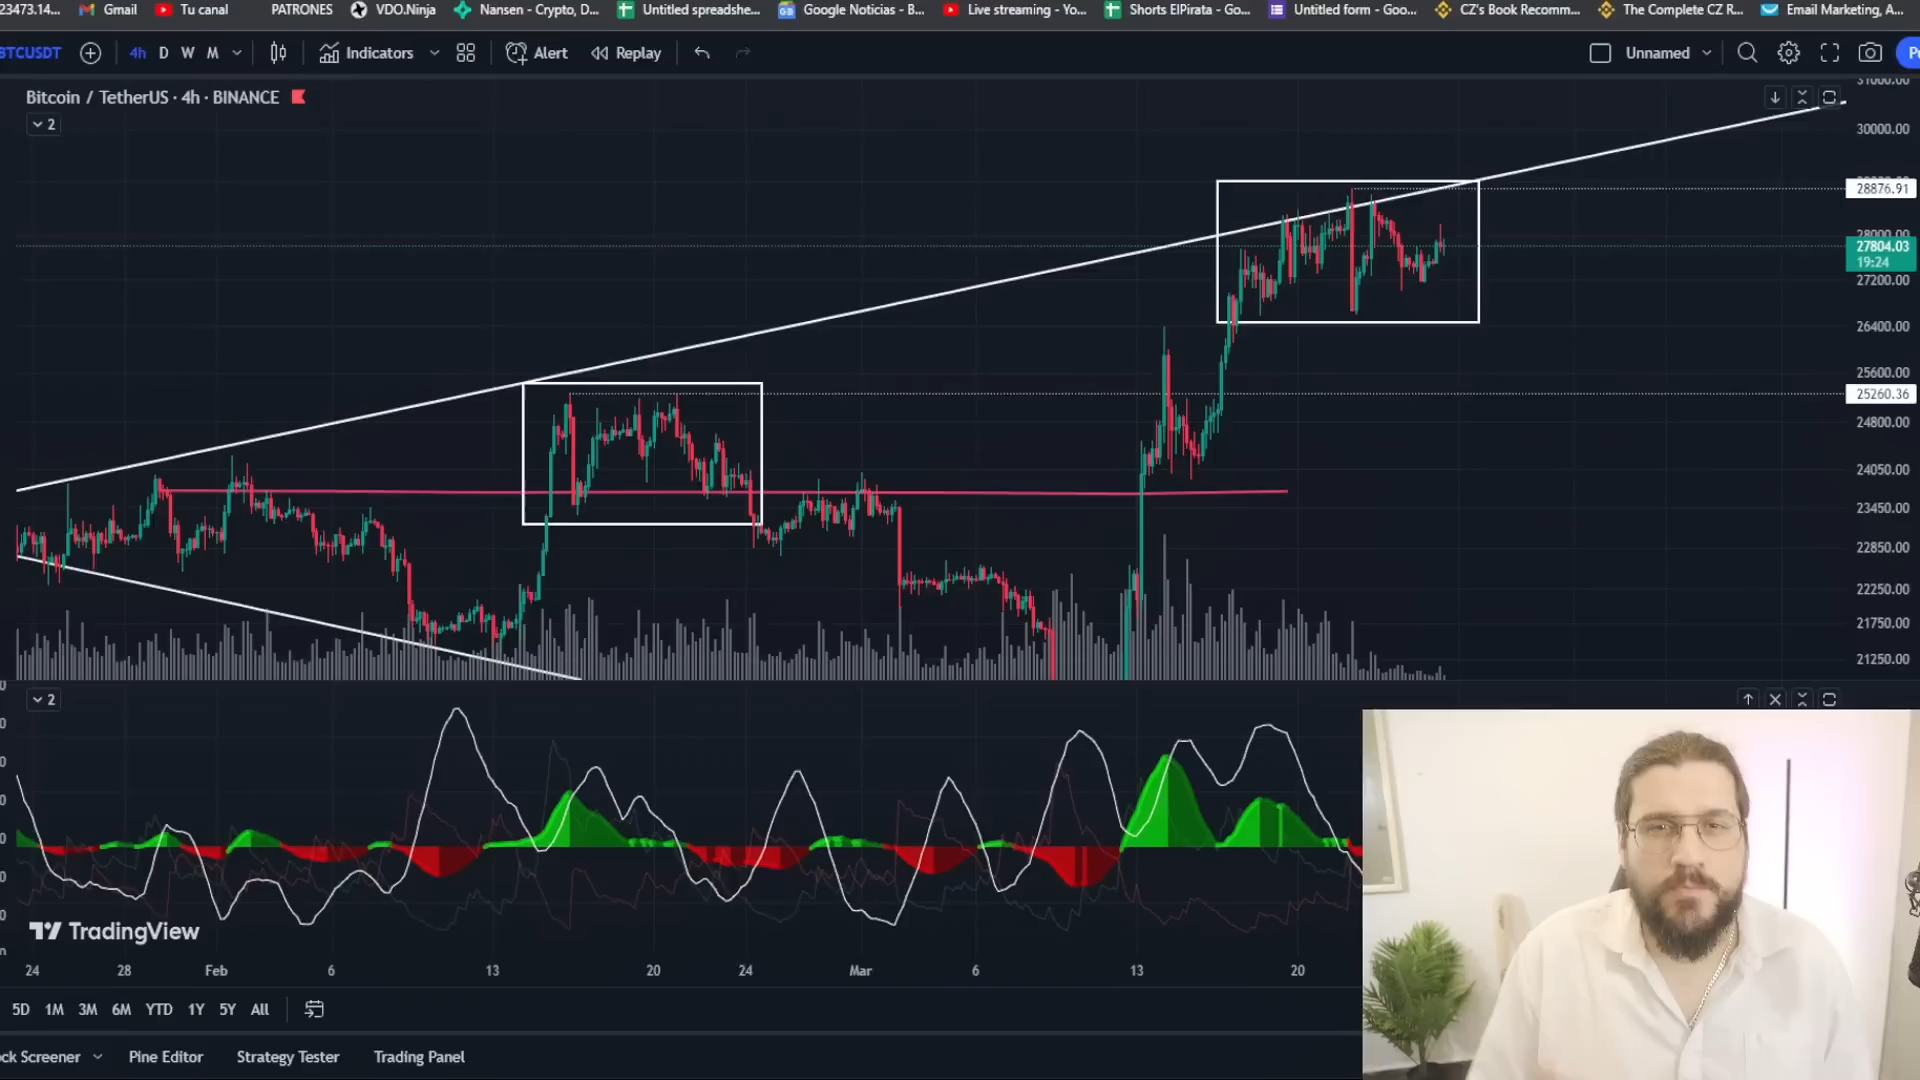 23473.14... Gmail Tu canal PATRONES VDO.Ninja Nansen - Crypto, D... Untitled spreadshe... Google Noticias - B... Live streaming - Yo... Shorts ElPirata - Go... Untitled form - Goo... CZ's Book Recomm... The Complete CZ R... Email Marketing, A...
BTCUSDT 4h D W M Indicators Alert Replay Unnamed
Bitcoin / TetherUS · 4h · BINANCE
2
31000.00
30000.00
28876.91
28000.00
27804.03
19:24
27200.00
26400.00
25600.00
25260.36
24800.00
24050.00
23450.00
22850.00
22250.00
21750.00
21250.00
2
TradingView
24 28 Feb 6 13 20 24 Mar 6 13 20
5D 1M 3M 6M YTD 1Y 5Y All
ock Screener Pine Editor Strategy Tester Trading Panel